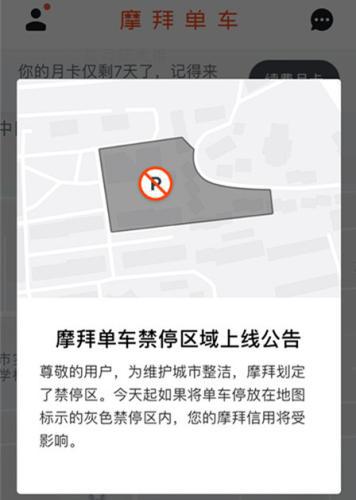 摩拜单车
你的月卡仅剩7天了，记得来
续费月卡
中
P
摩拜单车禁停区域上线公告
尊敬的用户，为维护城市整洁，摩拜划定
了禁停区。今天起如果将单车停放在地图
标示的灰色禁停区内，您的摩拜信用将受
影响。
市
学